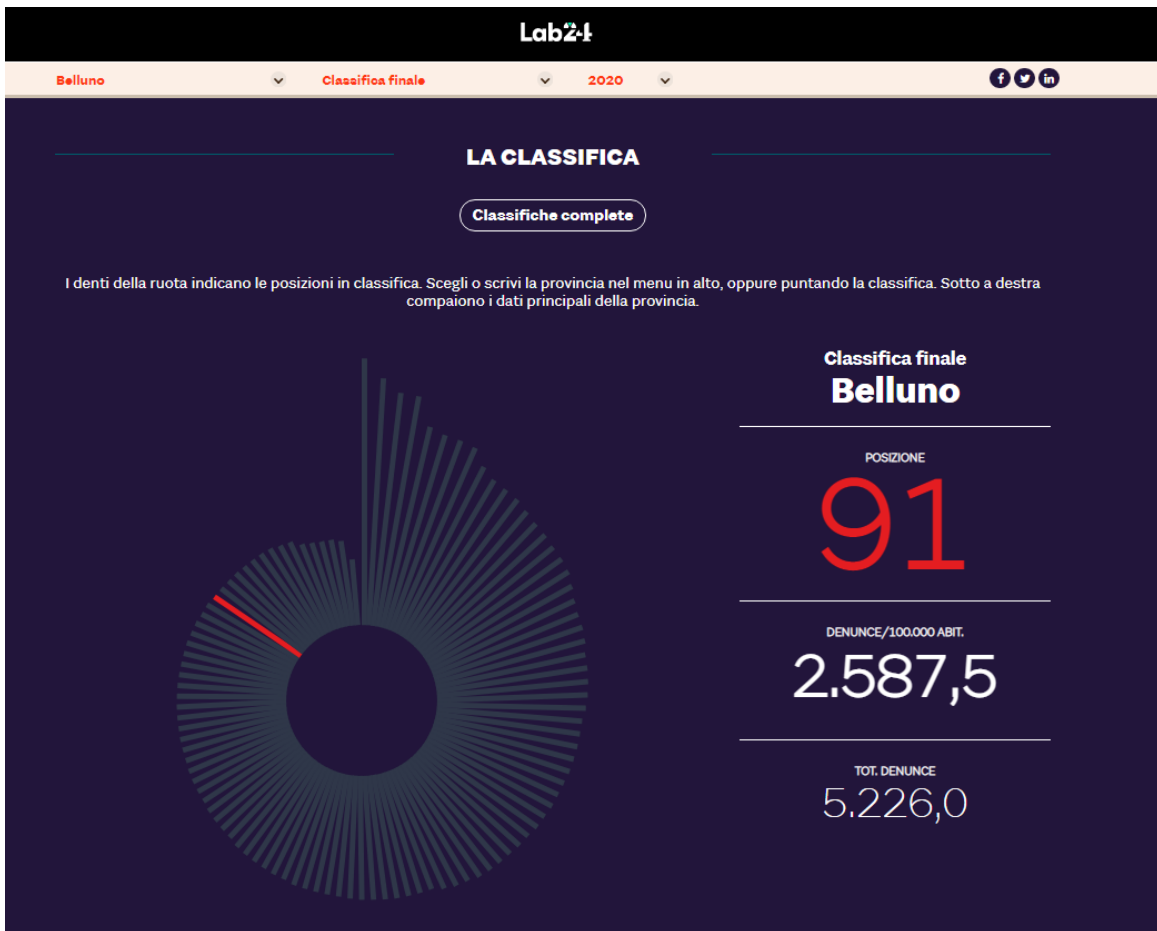 Lab24
Belluno
Classifica finale
2020
LA CLASSIFICA
Classifiche complete
I denti della ruota indicano le posizioni in classifica. Scegli o scrivi la provincia nel menu in alto, oppure puntando la classifica. Sotto a destra
compaiono i dati principali della provincia.
Classifica finale
Belluno
POSIZIONE
91
DENUNCE/100.000 ABIT.
2.587,5
TOT. DENUNCE
5.226,0